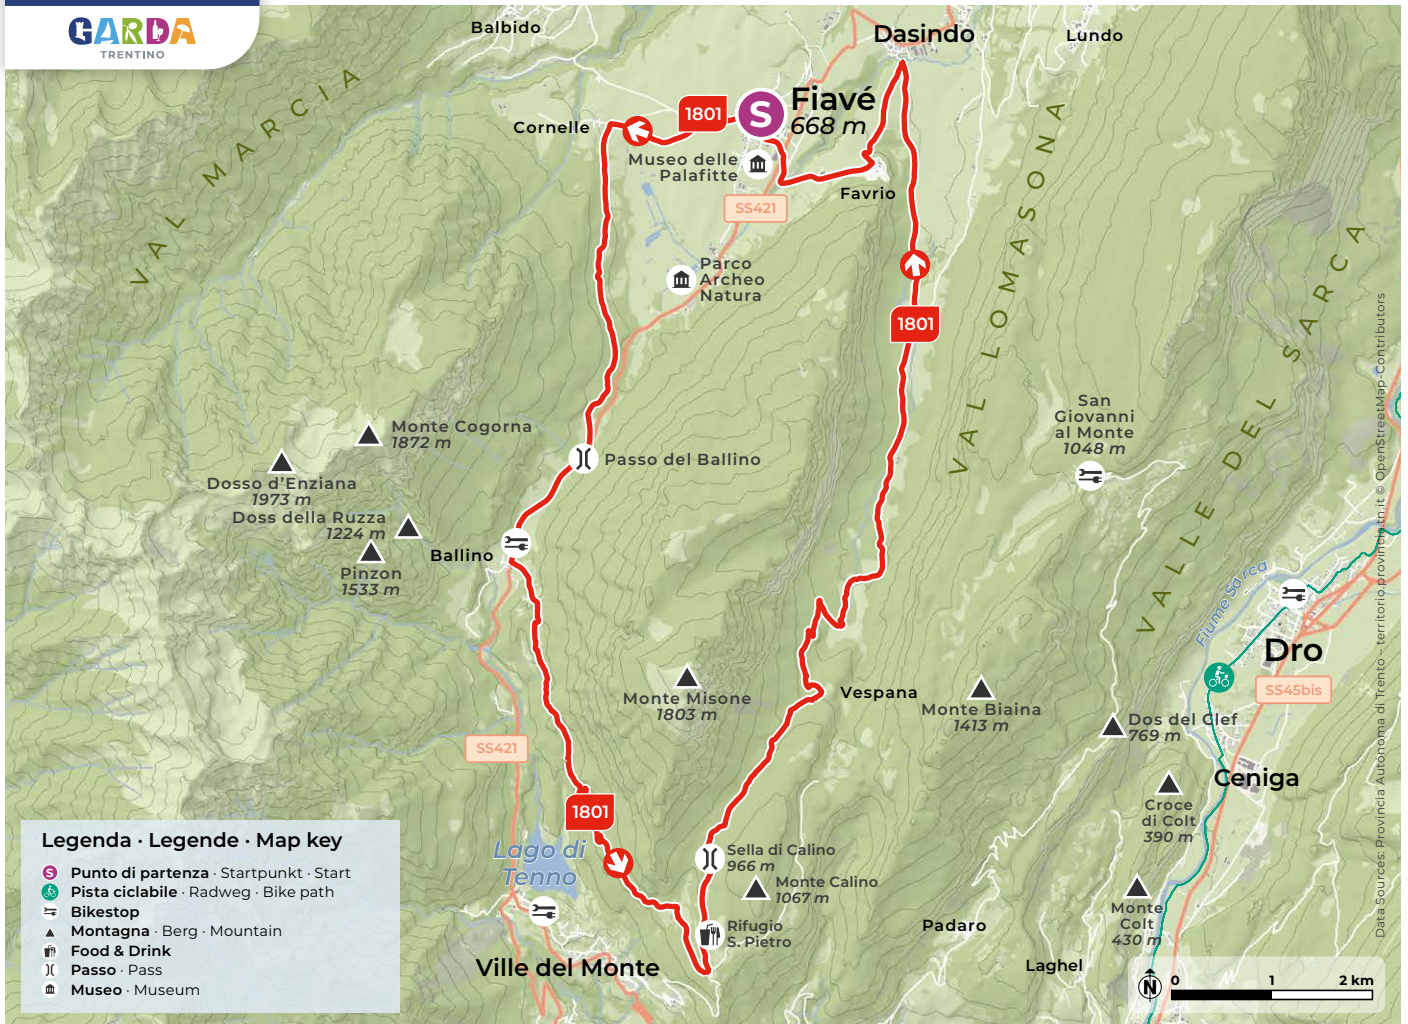 GARDA
TRENTINO
Balbido
Dasindo
Lundo
VAL MARCIA
Cornelle
1801
S
Fiavé
668 m
Museo delle
Palafitte
Favrio
SS421
Parco
Archeo
Natura
1801
VAL LOMASONA
VALLE DEL SARCA
San
Giovanni
al Monte
1048 m
Monte Cogorna
1872 m
Dosso d'Enziana
1973 m
Doss della Ruzza
1224 m
Pinzon
1533 m
Passo del Ballino
Ballino
Fiume Sarca
Dro
SS45bis
Monte Misone
1803 m
Vespana
Monte Biaina
1413 m
Dos del Clef
769 m
SS421
Ceniga
Croce
di Colt
390 m
1801
Lago di
Tenno
Sella di Calino
966 m
Monte Calino
1067 m
Monte
Colt
430 m
Rifugio
S. Pietro
Padaro
Laghel
Ville del Monte
Legenda · Legende · Map key
S Punto di partenza · Startpunkt · Start
Pista ciclabile · Radweg · Bike path
Bikestop
Montagna · Berg · Mountain
Food & Drink
Passo · Pass
Museo · Museum
N
0 1 2 km
Data Sources: Provincia Autonoma di Trento – territorio.provincia.tn.it © OpenStreetMap-Contributors